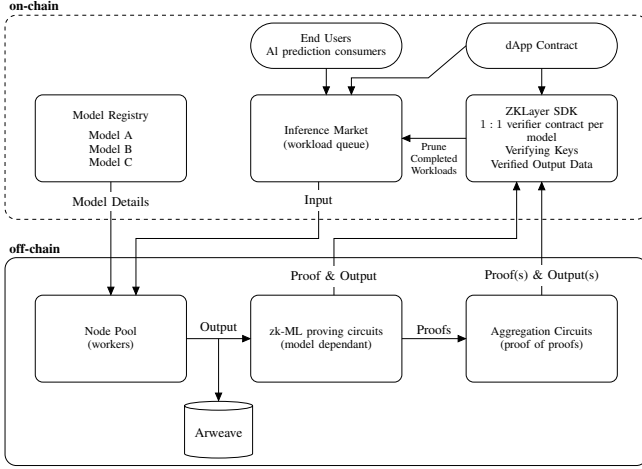 on-chain
End Users
AI prediction consumers
dApp Contract
Model Registry
Model A
Model B
Model C
Inference Market
(workload queue)
ZKLayer SDK
1 : 1 verifier contract per
model
Verifying Keys
Verified Output Data
Prune
Completed
Workloads
Model Details
Input
off-chain
Proof & Output
Proof(s) & Output(s)
Node Pool
(workers)
Output
zk-ML proving circuits
(model dependant)
Proofs
Aggregation Circuits
(proof of proofs)
Arweave